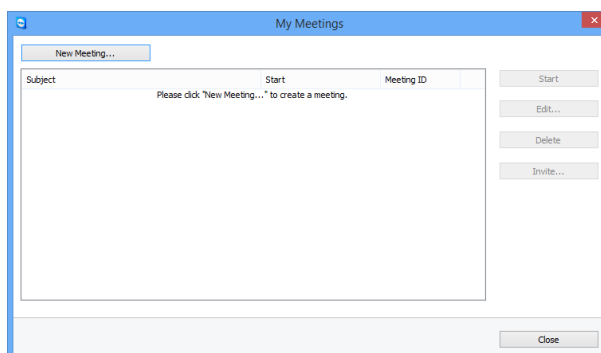 My Meetings
New Meeting...
Subject Start Meeting ID
Please click "New Meeting..." to create a meeting.
Start
Edit...
Delete
Invite...
Close